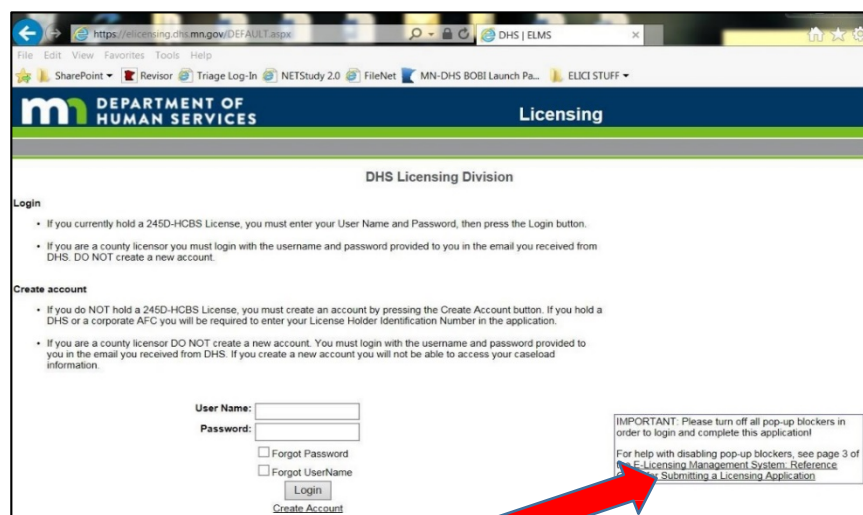 https://elicensing.dhs.mn.gov/DEFAULT.aspx
DHS | ELMS
File Edit View Favorites Tools Help
SharePoint Revisor Triage Log-In NETStudy 2.0 FileNet MN-DHS BOBI Launch Pa... ELICI STUFF
DEPARTMENT OF
HUMAN SERVICES
Licensing
DHS Licensing Division
Login
• If you currently hold a 245D-HCBS License, you must enter your User Name and Password, then press the Login button.
• If you are a county licensor you must login with the username and password provided to you in the email you received from
DHS. DO NOT create a new account.
Create account
• If you do NOT hold a 245D-HCBS License, you must create an account by pressing the Create Account button. If you hold a
DHS or a corporate AFC you will be required to enter your License Holder Identification Number in the application.
• If you are a county licensor DO NOT create a new account. You must login with the username and password provided to
you in the email you received from DHS. If you create a new account you will not be able to access your caseload
information.
User Name:
Password:
Forgot Password
Forgot UserName
Login
Create Account
IMPORTANT: Please turn off all pop-up blockers in
order to login and complete this application!
For help with disabling pop-up blockers, see page 3 of
the E-Licensing Management System: Reference
for Submitting a Licensing Application